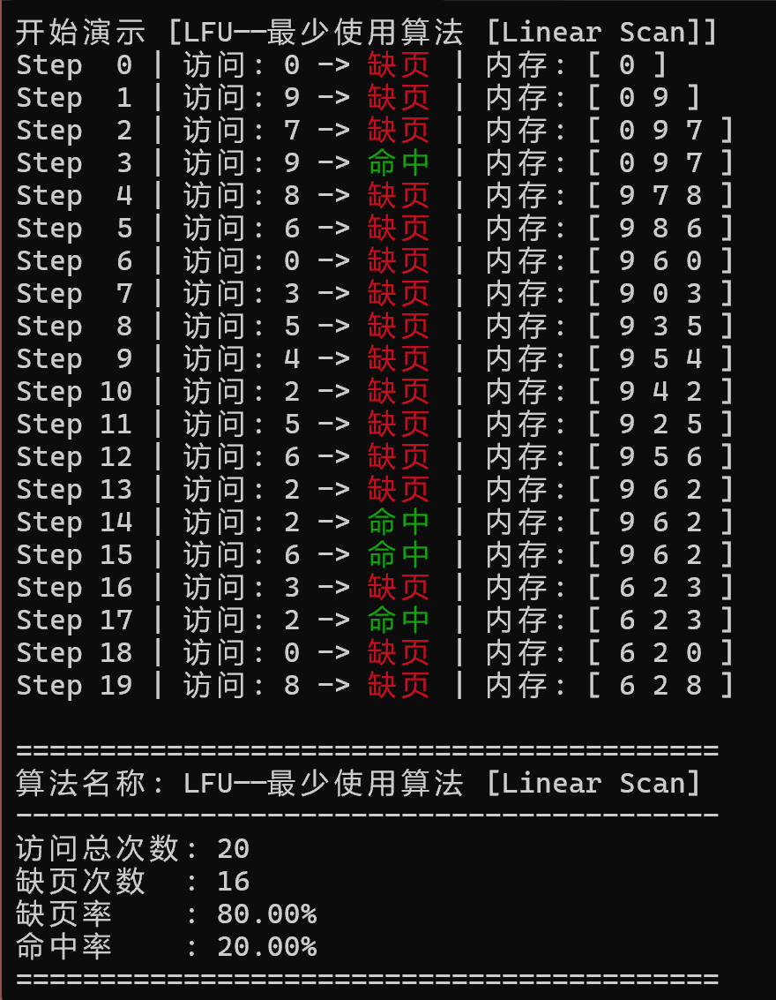 开始演示 [LFU——最少使用算法 [Linear Scan]]
Step  0 | 访问: 0 -> 缺页 | 内存: [ 0 ]
Step  1 | 访问: 9 -> 缺页 | 内存: [ 0 9 ]
Step  2 | 访问: 7 -> 缺页 | 内存: [ 0 9 7 ]
Step  3 | 访问: 9 -> 命中 | 内存: [ 0 9 7 ]
Step  4 | 访问: 8 -> 缺页 | 内存: [ 9 7 8 ]
Step  5 | 访问: 6 -> 缺页 | 内存: [ 9 8 6 ]
Step  6 | 访问: 0 -> 缺页 | 内存: [ 9 6 0 ]
Step  7 | 访问: 3 -> 缺页 | 内存: [ 9 0 3 ]
Step  8 | 访问: 5 -> 缺页 | 内存: [ 9 3 5 ]
Step  9 | 访问: 4 -> 缺页 | 内存: [ 9 5 4 ]
Step 10 | 访问: 2 -> 缺页 | 内存: [ 9 4 2 ]
Step 11 | 访问: 5 -> 缺页 | 内存: [ 9 2 5 ]
Step 12 | 访问: 6 -> 缺页 | 内存: [ 9 5 6 ]
Step 13 | 访问: 2 -> 缺页 | 内存: [ 9 6 2 ]
Step 14 | 访问: 2 -> 命中 | 内存: [ 9 6 2 ]
Step 15 | 访问: 6 -> 命中 | 内存: [ 9 6 2 ]
Step 16 | 访问: 3 -> 缺页 | 内存: [ 6 2 3 ]
Step 17 | 访问: 2 -> 命中 | 内存: [ 6 2 3 ]
Step 18 | 访问: 0 -> 缺页 | 内存: [ 6 2 0 ]
Step 19 | 访问: 8 -> 缺页 | 内存: [ 6 2 8 ]
==========================================
算法名称: LFU——最少使用算法 [Linear Scan]
------------------------------------------
访问总次数: 20
缺页次数  : 16
缺页率    : 80.00%
命中率    : 20.00%
==========================================